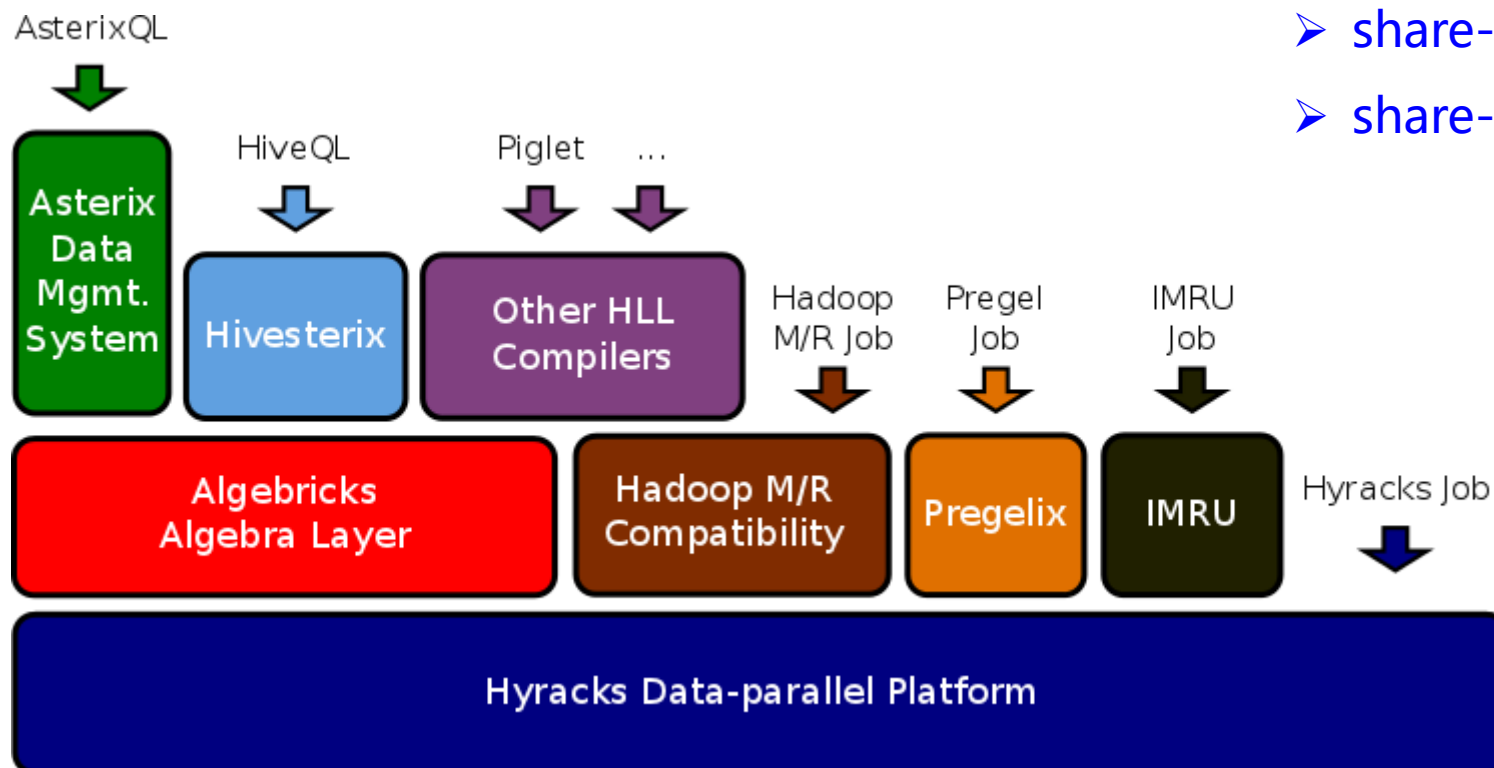 AsterixQL
➢ share-
➢ share-
HiveQL
Piglet
...
Asterix
Data
Mgmt.
System
Hivesterix
Other HLL
Compilers
Hadoop
M/R Job
Pregel
Job
IMRU
Job
Algebricks
Algebra Layer
Hadoop M/R
Compatibility
Pregelix
IMRU
Hyracks Job
Hyracks Data-parallel Platform